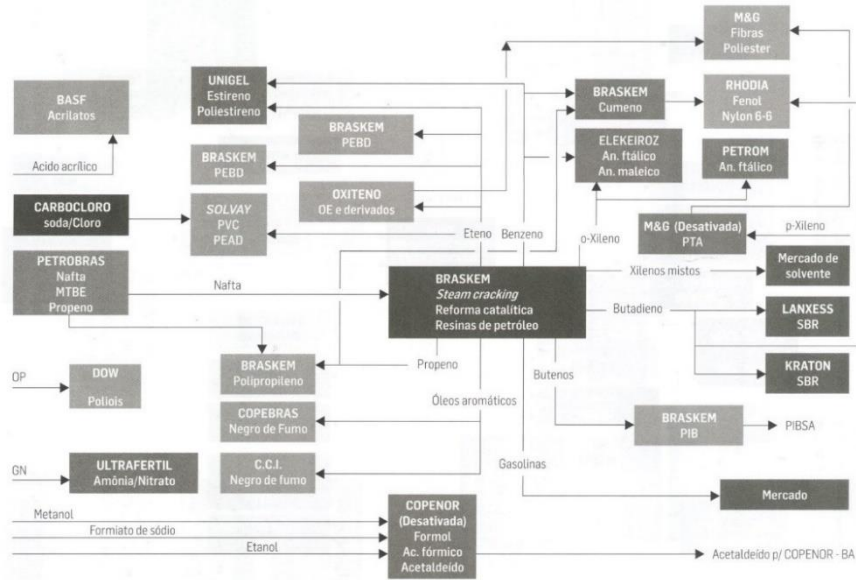 M&G
Fibras
Poliester
UNIGEL
Estireno
Poliestireno
BRASKEM
Cumeno
RHODIA
Fenol
Nylon 6-6
BASF
Acrilatos
BRASKEM
PEBD
ELEKEIROZ
An. ftálico
An. maleico
PETROM
An. ftálico
Acido acrílico
BRASKEM
PEBD
OXITENO
OE e derivados
CARBOCLORO
soda/Cloro
SOLVAY
PVC
PEAD
M&G (Desativada)
PTA
p-Xileno
Eteno
Benzeno
o-Xileno
PETROBRAS
Nafta
MTBE
Propeno
Nafta
BRASKEM
Steam cracking
Reforma catalítica
Resinas de petróleo
Xilenos mistos
Mercado de
solvente
Butadieno
LANXESS
SBR
OP
DOW
Poliois
BRASKEM
Polipropileno
Propeno
Butenos
KRATON
SBR
Óleos aromáticos
COPEBRAS
Negro de Fumo
BRASKEM
PIB
PIBSA
GN
ULTRAFERTIL
Amônia/Nitrato
C.C.I.
Negro de fumo
Gasolinas
Mercado
Metanol
Formiato de sódio
Etanol
COPENOR
(Desativada)
Formol
Ac. fórmico
Acetaldeído
Acetaldeído p/ COPENOR - BA